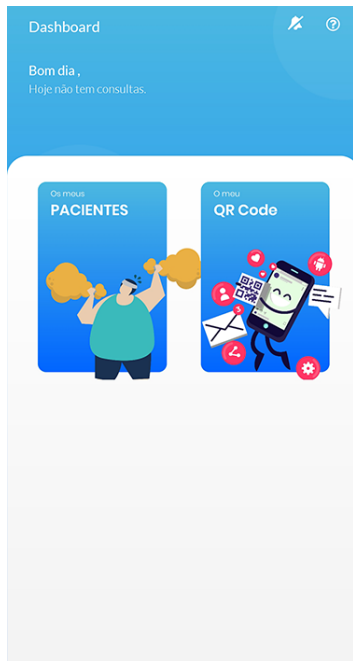 Dashboard
Bom dia ,
Hoje não tem consultas.
Os meus
PACIENTES
O meu
QR Code